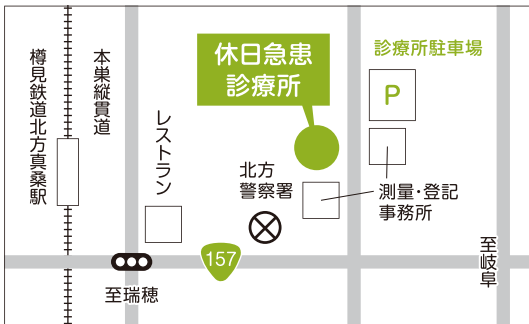 休日急患
診療所
診療所駐車場
P
樽見鉄道北方真桑駅
本巣縦貫道
レストラン
北方
警察署
測量・登記
事務所
157
至岐阜
至瑞穂